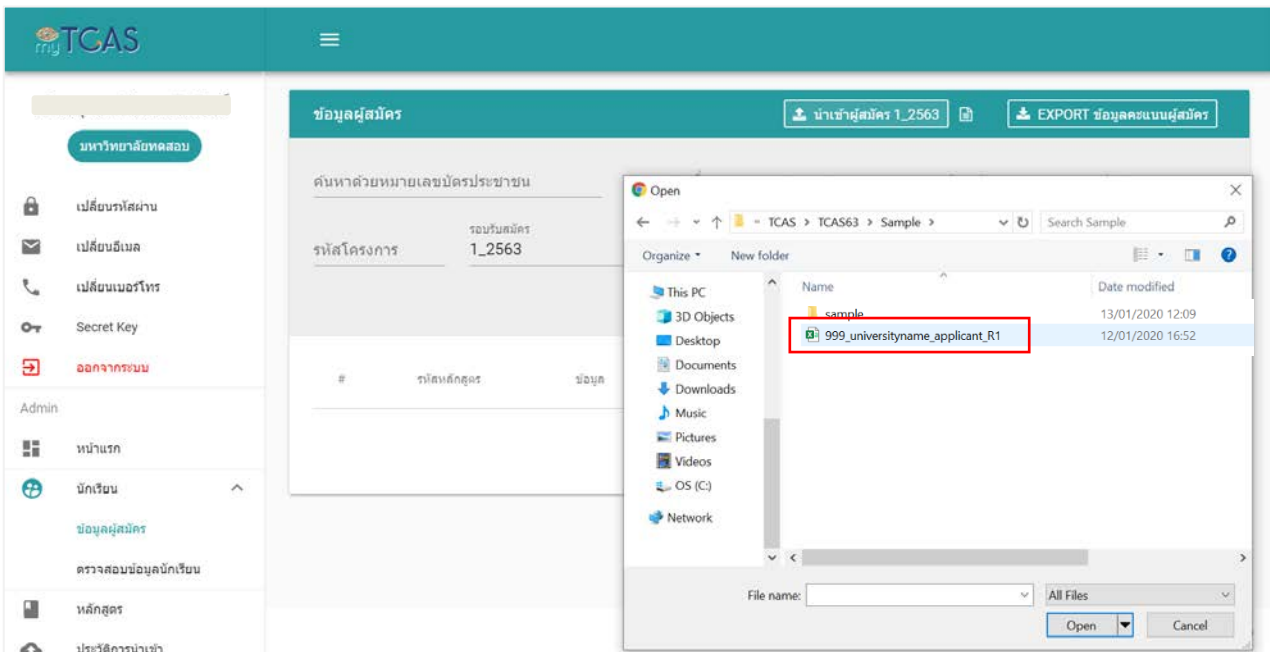 myTCAS
มหาวิทยาลัยทดสอบ
เปลี่ยนรหัสผ่าน
เปลี่ยนอีเมล
เปลี่ยนเบอร์โทร
Secret Key
ออกจากระบบ
Admin
หน้าแรก
นักเรียน
ข้อมูลผู้สมัคร
ตรวจสอบข้อมูลนักเรียน
หลักสูตร
ประวัติการนำเข้า
ข้อมูลผู้สมัคร
นำเข้าผู้สมัคร 1_2563
EXPORT ข้อมูลคะแนนผู้สมัคร
ค้นหาด้วยหมายเลขบัตรประชาชน
รหัสโครงการ
รอบรับสมัคร
1_2563
# รหัสหลักสูตร ข้อมูล
Open
TCAS > TCAS63 > Sample >
Search Sample
Organize New folder
This PC
3D Objects
Desktop
Documents
Downloads
Music
Pictures
Videos
OS (C:)
Network
Name Date modified
sample 13/01/2020 12:09
999_universityname_applicant_R1 12/01/2020 16:52
File name: All Files
Open Cancel